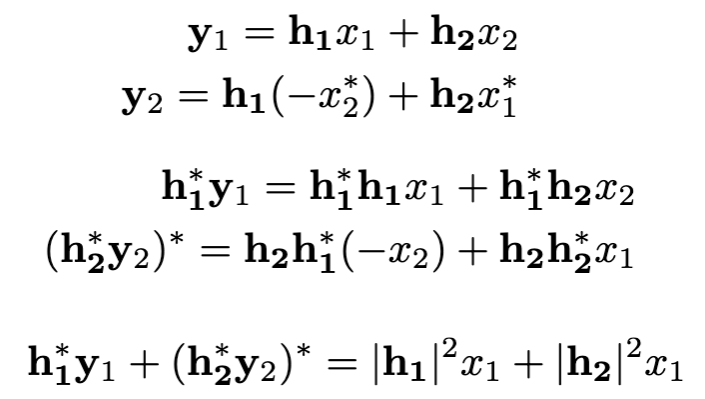 𝐲₁ = 𝐡₁x₁ + 𝐡₂x₂
𝐲₂ = 𝐡₁(−x₂*) + 𝐡₂x₁*
𝐡₁*𝐲₁ = 𝐡₁*𝐡₁x₁ + 𝐡₁*𝐡₂x₂
(𝐡₂*𝐲₂)* = 𝐡₂𝐡₁*(−x₂) + 𝐡₂𝐡₂*x₁
𝐡₁*𝐲₁ + (𝐡₂*𝐲₂)* = |𝐡₁|²x₁ + |𝐡₂|²x₁